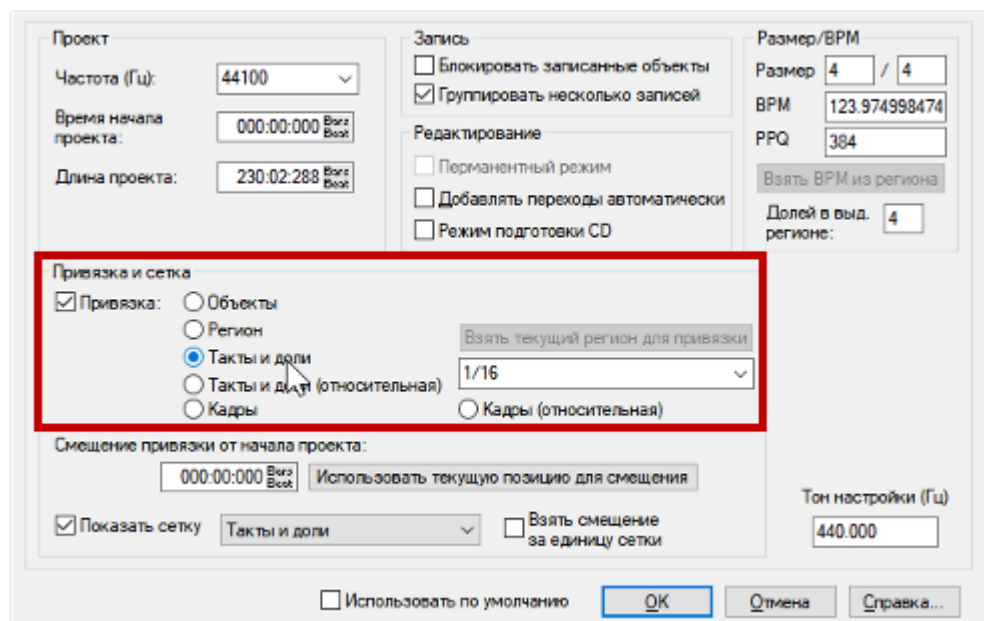 Проект
Частота (Гц): 44100
Время начала
проекта: 000:00:000 Bars Beat
Длина проекта: 230:02:288 Bars Beat
Запись
Блокировать записанные объекты
Группировать несколько записей
Редактирование
Перманентный режим
Добавлять переходы автоматически
Режим подготовки CD
Размер/BPM
Размер 4 / 4
BPM 123.974998474
PPQ 384
Взять BPM из региона
Долей в выд.
регионе: 4
Привязка и сетка
Привязка: Объекты
Регион
Взять текущий регион для привязки
Такты и доли
1/16
Такты и доли (относительная)
Кадры
Кадры (относительная)
Смещение привязки от начала проекта:
000:00:000 Bars Beat Использовать текущую позицию для смещения
Показать сетку Такты и доли
Взять смещение
за единицу сетки
Тон настройки (Гц)
440.000
Использовать по умолчанию OK Отмена Справка...